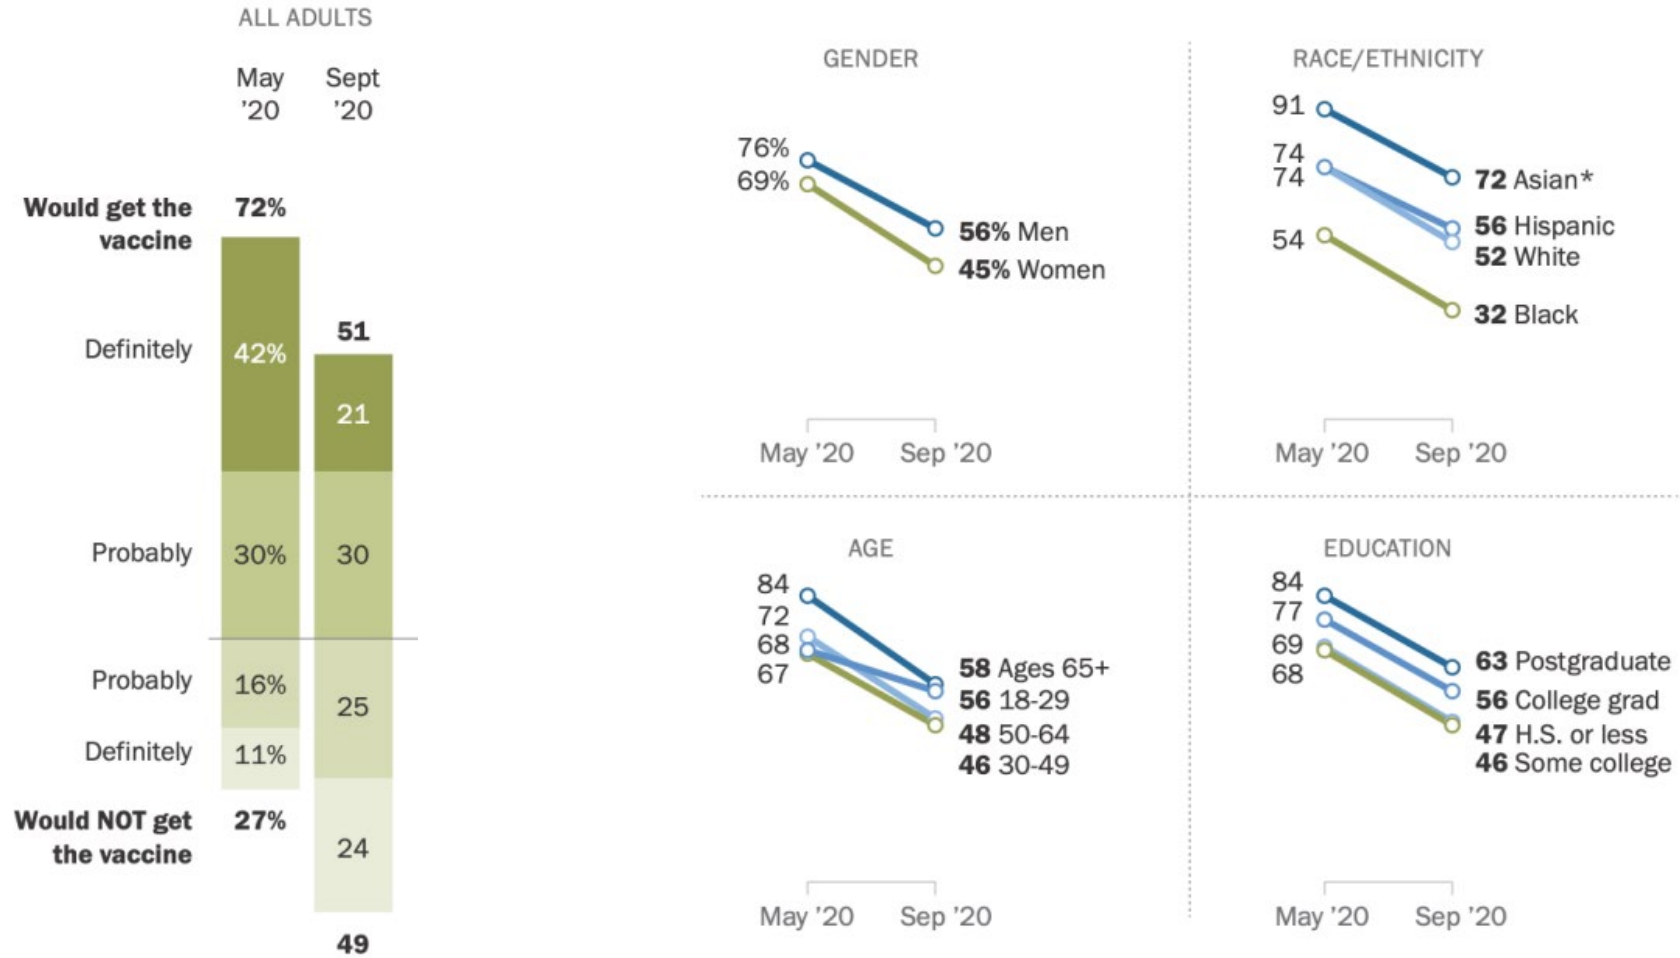 ALL ADULTS
May Sept
'20 '20
Would get the
vaccine
72%
51
Definitely
42%
21
Probably
30%
30
Probably
16%
25
Definitely
11%
24
Would NOT get
the vaccine
27%
49
GENDER
76%
69%
56% Men
45% Women
May '20 Sep '20
RACE/ETHNICITY
91
74
74
54
72 Asian*
56 Hispanic
52 White
32 Black
May '20 Sep '20
AGE
84
72
68
67
58 Ages 65+
56 18-29
48 50-64
46 30-49
May '20 Sep '20
EDUCATION
84
77
69
68
63 Postgraduate
56 College grad
47 H.S. or less
46 Some college
May '20 Sep '20